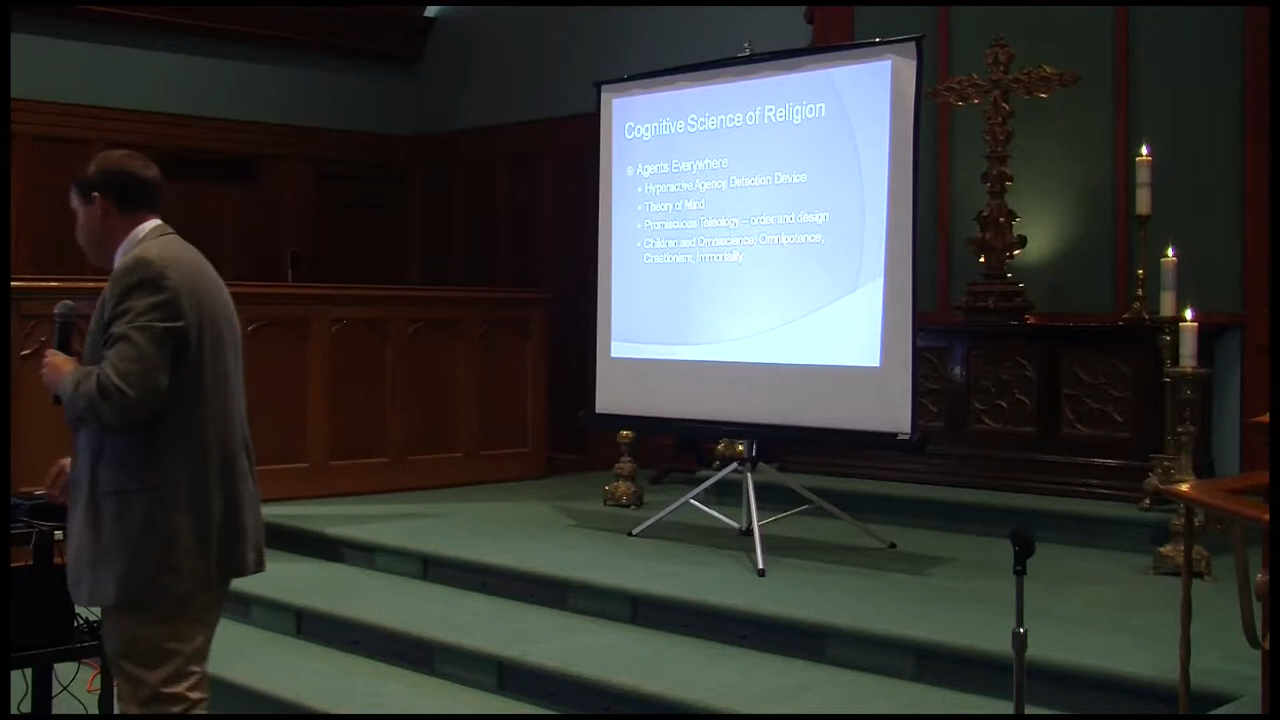 Cognitive Science of Religion
Agents Everywhere
Hyperactive Agency Detection Device
Theory of Mind
Promiscuous Teleology – order and design
Children and Omniscience, Omnipotence,
Creationism, Immortality